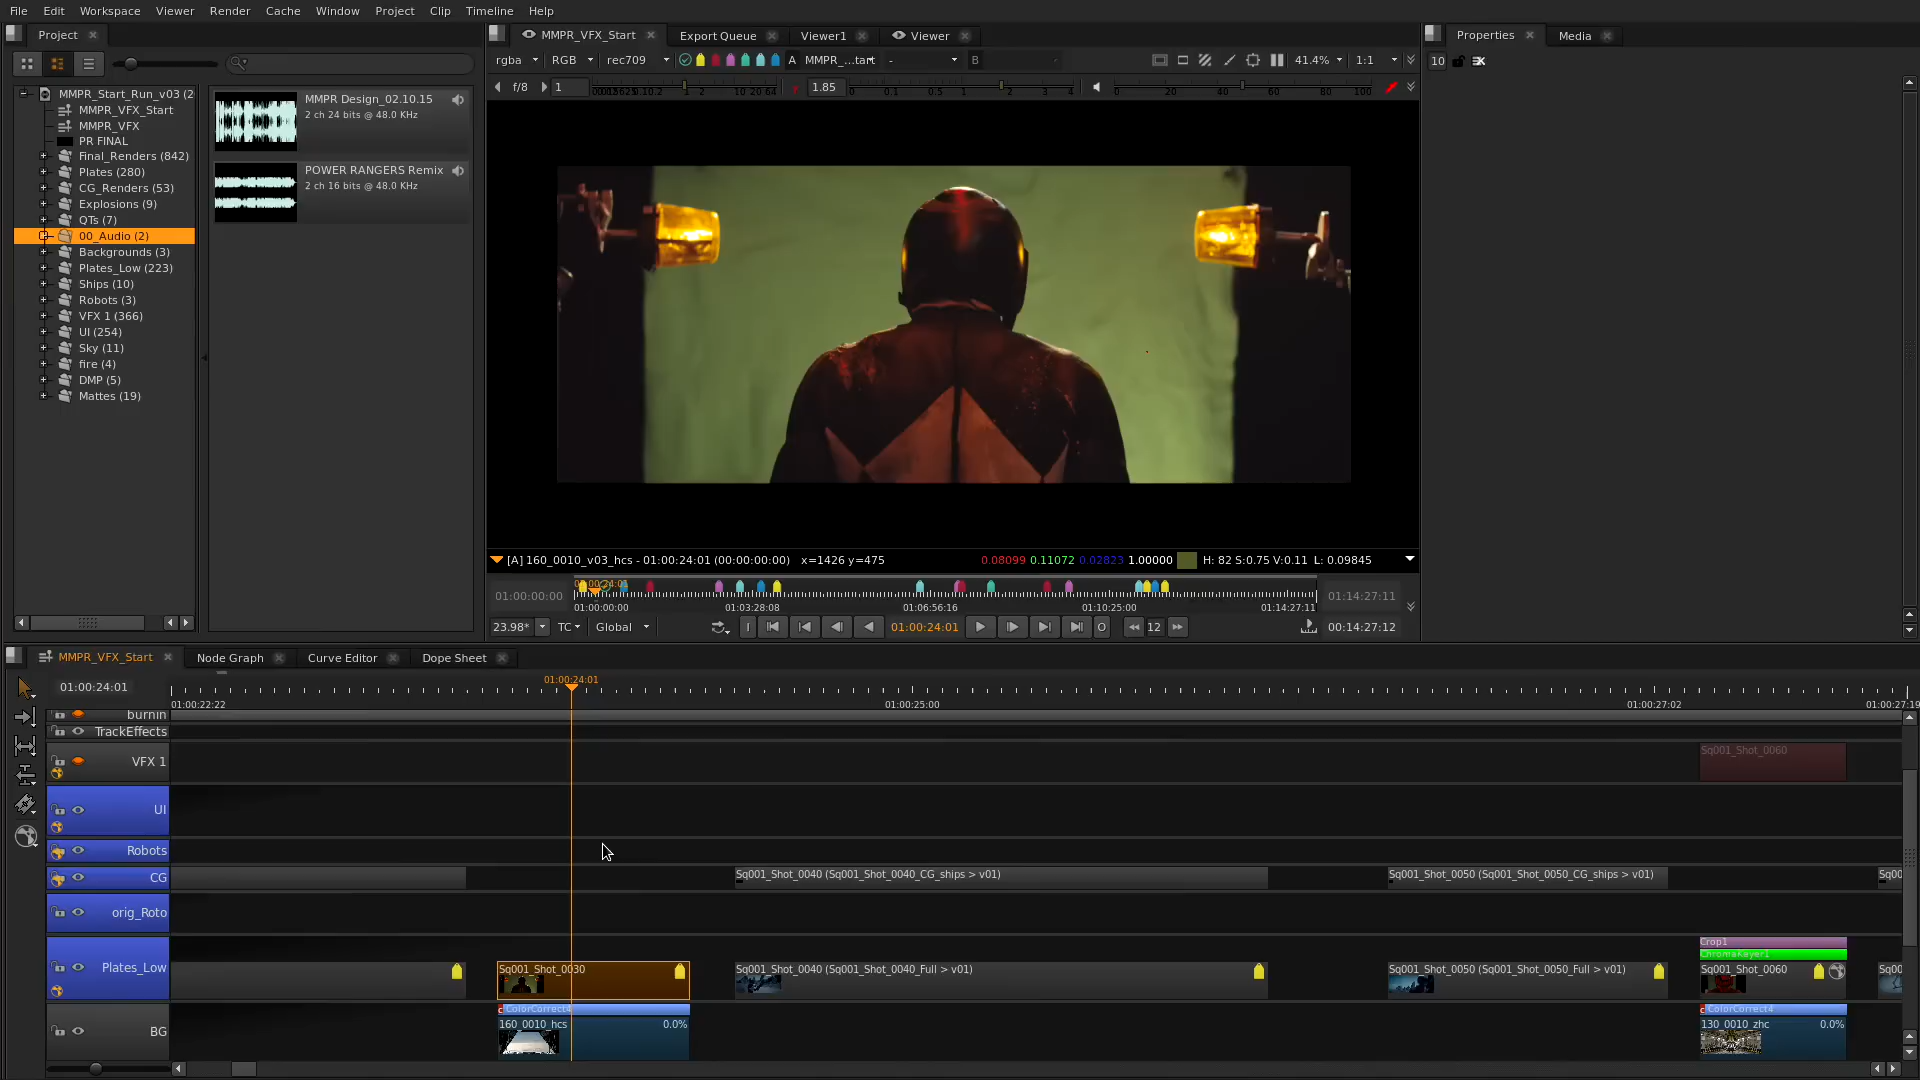 File Edit Workspace Viewer Render Cache Window Project Clip Timeline Help
Project
MMPR_Start_Run_v03 (2
MMPR_VFX_Start
MMPR_VFX
PR FINAL
Final_Renders (842)
Plates (280)
CG_Renders (53)
Explosions (9)
QTs (7)
00_Audio (2)
Backgrounds (3)
Plates_Low (223)
Ships (10)
Robots (3)
VFX 1 (366)
UI (254)
Sky (11)
fire (4)
DMP (5)
Mattes (19)
MMPR Design_02.10.15
2 ch 24 bits @ 48.0 KHz
POWER RANGERS Remix
2 ch 16 bits @ 48.0 KHz
MMPR_VFX_Start Export Queue Viewer1 Viewer
rgba RGB rec709 A MMPR_...tart - B 41.4% 1:1
f/8 1 1.85
[A] 160_0010_v03_hcs - 01:00:24:01 (00:00:00:00) x=1426 y=475 0.08099 0.11072 0.02823 1.00000 H: 82 S:0.75 V:0.11 L: 0.09845
01:00:00:00 01:14:27:11
01:00:00:00 01:03:28:08 01:06:56:16 01:10:25:00 01:14:27:11
23.98* TC Global I 01:00:24:01 O 12 00:14:27:12
Properties Media
10
MMPR_VFX_Start Node Graph Curve Editor Dope Sheet
01:00:24:01 01:00:24:01
01:00:22:22 01:00:25:00 01:00:27:02 01:00:27:19
burnin
TrackEffects
VFX 1 Sq001_Shot_0060
UI
Robots
CG Sq001_Shot_0040 (Sq001_Shot_0040_CG_ships > v01) Sq001_Shot_0050 (Sq001_Shot_0050_CG_ships > v01) Sq00
orig_Roto
Crop1
ChromaKeyer1
Plates_Low Sq001_Shot_0030 Sq001_Shot_0040 (Sq001_Shot_0040_Full > v01) Sq001_Shot_0050 (Sq001_Shot_0050_Full > v01) Sq001_Shot_0060 Sq00
ColorCorrect4 ColorCorrect4
BG 160_0010_hcs 0.0% 130_0010_zhc 0.0%